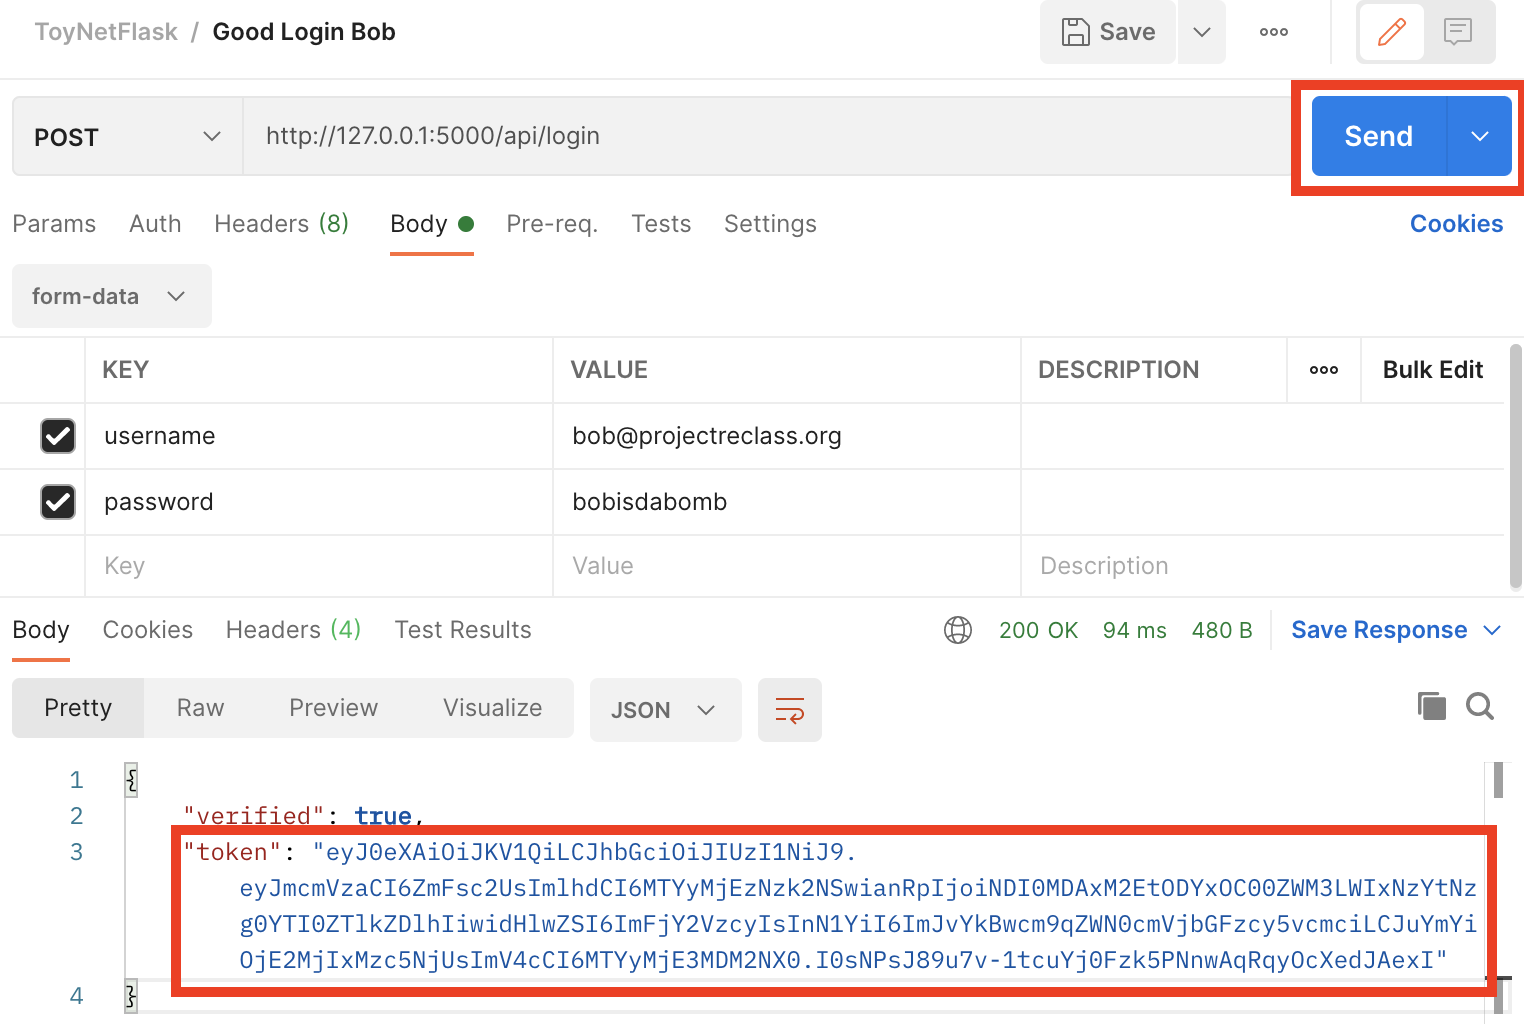 ToyNetFlask / Good Login Bob
Save
POST
http://127.0.0.1:5000/api/login
Send
Params Auth Headers (8) Body Pre-req. Tests Settings Cookies
form-data
KEY VALUE DESCRIPTION Bulk Edit
username bob@projectreclass.org
password bobisdabomb
Key Value Description
Body Cookies Headers (4) Test Results 200 OK 94 ms 480 B Save Response
Pretty Raw Preview Visualize JSON
1 {
2 "verified": true,
3 "token": "eyJ0eXAiOiJKV1QiLCJhbGciOiJIUzI1NiJ9.
eyJmcmVzaCI6ZmFsc2UsImlhdCI6MTYyMjEzNzk2NSwianRpIjoiNDI0MDAxM2EtODYxOC00ZWM3LWIxNzYtNz
g0YTI0ZTlkZDlhIiwidHlwZSI6ImFjY2VzcyIsInN1YiI6ImJvYkBwcm9qZWN0cmVjbGFzcy5vcmciLCJuYmYi
OjE2MjIxMzc5NjUsImV4cCI6MTYyMjE3MDM2NX0.I0sNPsJ89u7v-1tcuYj0Fzk5PNnwAqRqyOcXedJAexI"
4 }